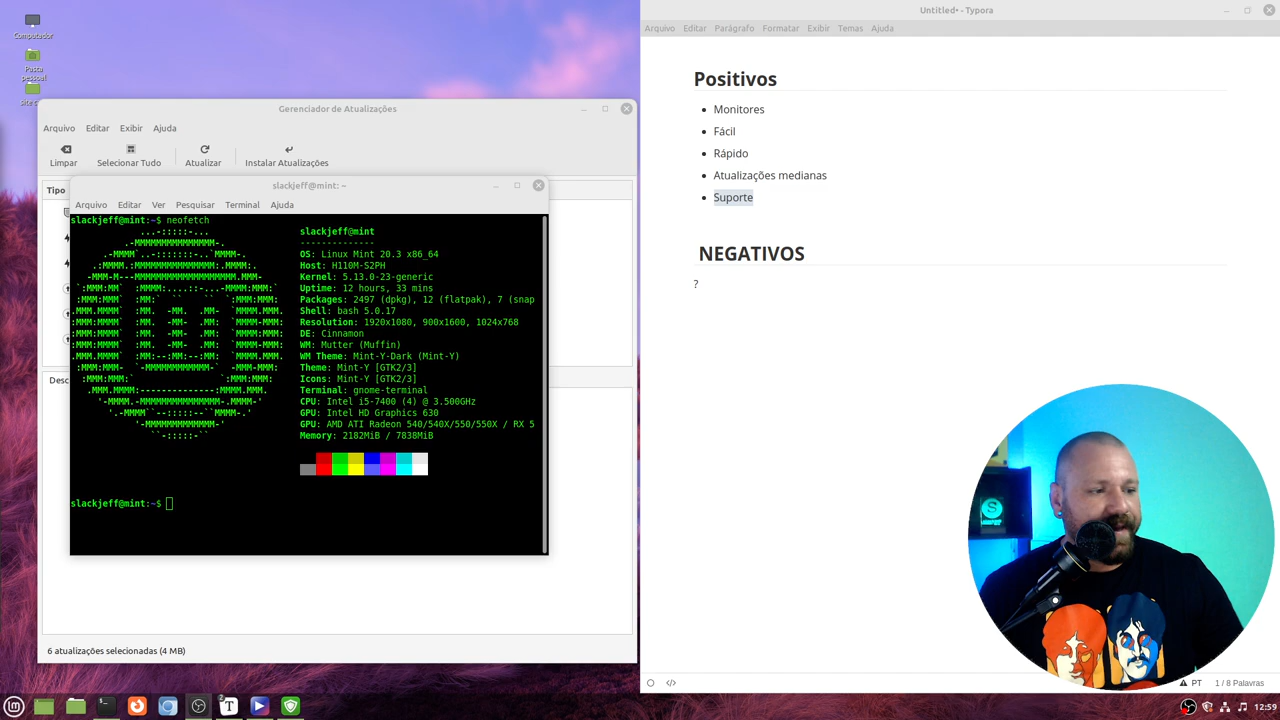 Computador
Pasca
pessoal
Gerenciador de Atualizações
Arquivo Editar Exibir Ajuda
Limpar Selecionar Tudo Atualizar Instalar Atualizações
Tipo
slackjeff@mint: ~
Arquivo Editar Ver Pesquisar Terminal Ajuda
slackjeff@mint:~$ neofetch
slackjeff@mint
--------------
OS: Linux Mint 20.3 x86_64
Host: H110M-S2PH
Kernel: 5.13.0-23-generic
Uptime: 12 hours, 33 mins
Packages: 2497 (dpkg), 12 (flatpak), 7 (snap
Shell: bash 5.0.17
Resolution: 1920x1080, 900x1600, 1024x768
DE: Cinnamon
WM: Mutter (Muffin)
WM Theme: Mint-Y-Dark (Mint-Y)
Theme: Mint-Y [GTK2/3]
Icons: Mint-Y [GTK2/3]
Terminal: gnome-terminal
CPU: Intel i5-7400 (4) @ 3.500GHz
GPU: Intel HD Graphics 630
GPU: AMD ATI Radeon 540/540X/550/550X / RX 5
Memory: 2182MiB / 7838MiB
slackjeff@mint:~$
Desc
6 atualizações selecionadas (4 MB)
Untitled• - Typora
Arquivo Editar Parágrafo Formatar Exibir Temas Ajuda
Positivos
Monitores
Fácil
Rápido
Atualizações medianas
Suporte
NEGATIVOS
?
PT 1 / 8 Palavras
12:59